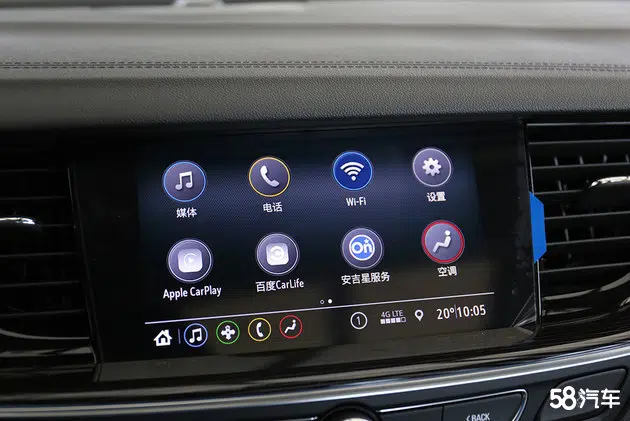 媒体
电话
Wi-Fi
设置
Apple CarPlay
百度CarLife
On
安吉星服务
空调
1
4G LTE
20° 10:05
BACK
58汽车